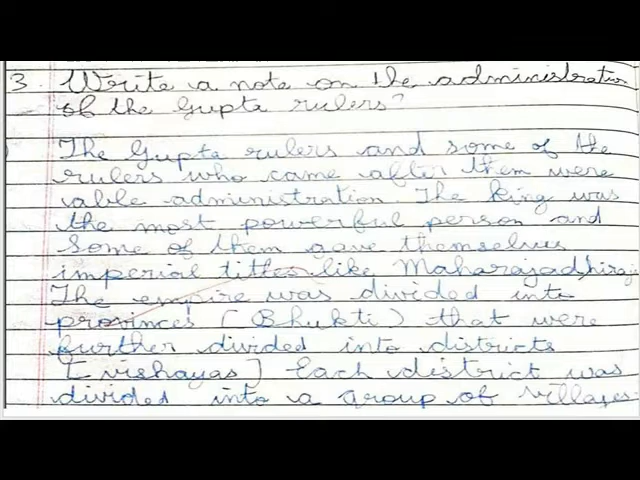 3. Write a note on the administration
of the Gupta rulers?
The Gupta rulers and some of the
rulers who came after them were
able administration. The king was
the most powerful person and
some of them gave themselves
imperial titles like Maharajadhiraj
The empire was divided into
provinces (Bhukti) that were
further divided into districts
[vishayas] Each district was
divided into a group of villages